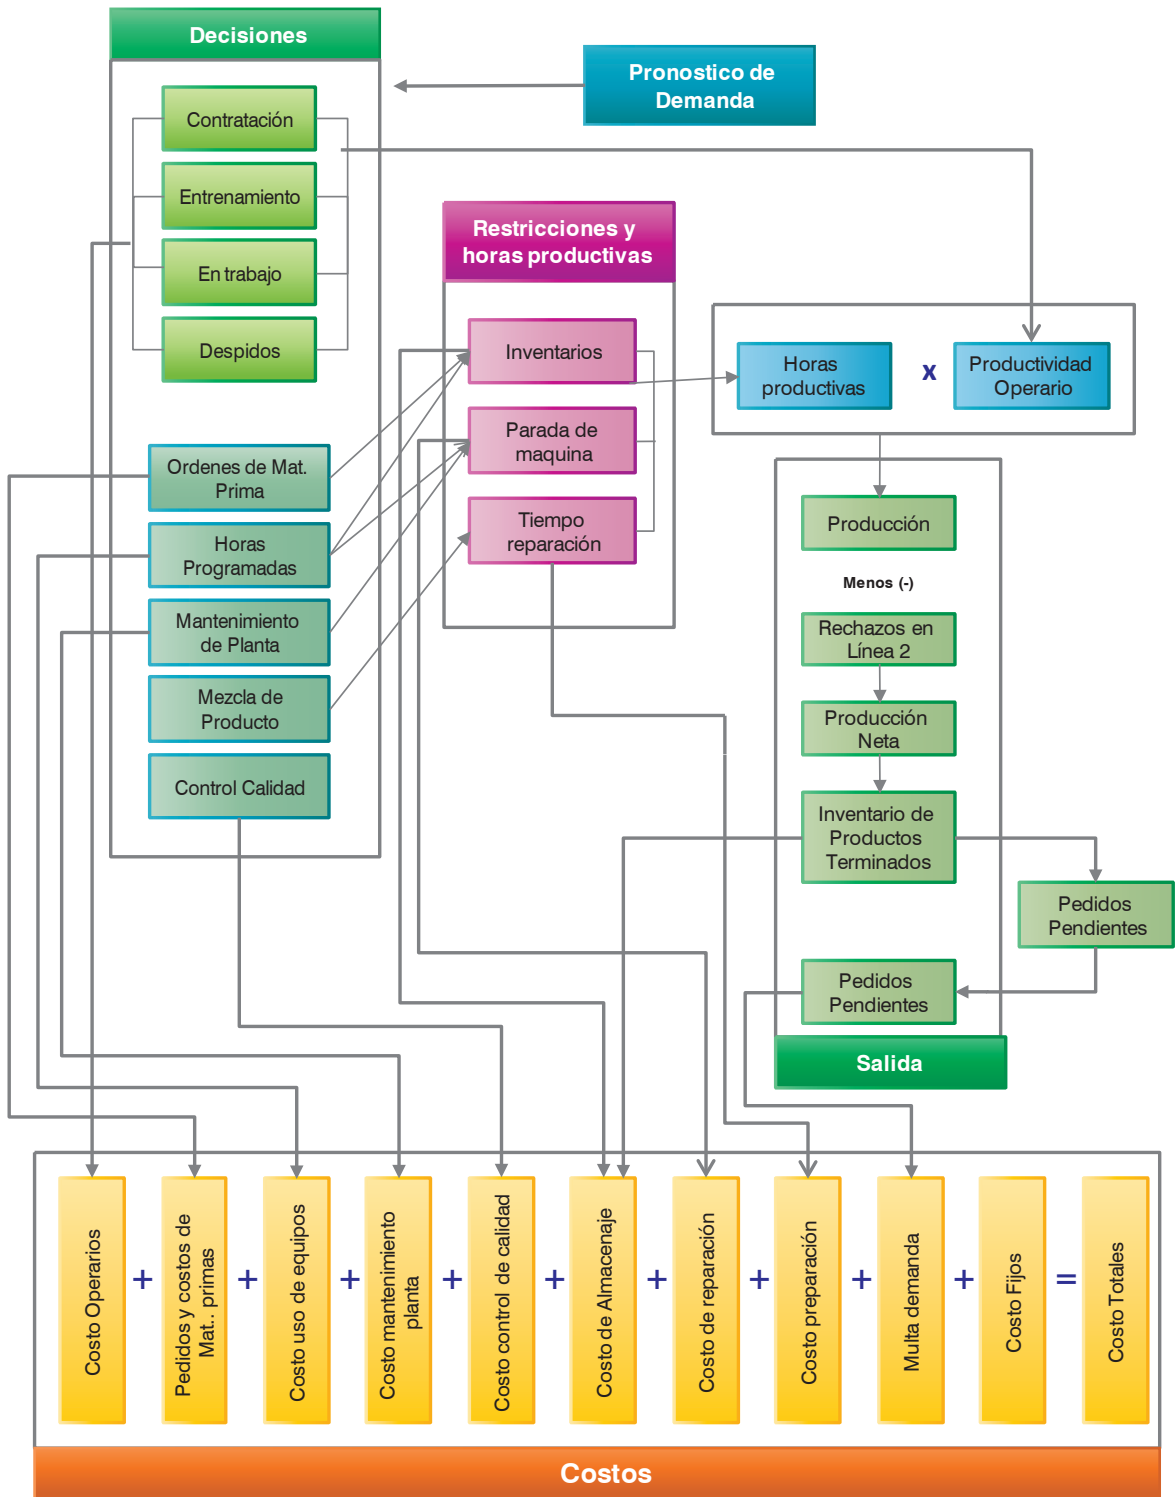 Decisiones
Pronostico de
Demanda
Contratación
Entrenamiento
En trabajo
Despidos
Restricciones y
horas productivas
Inventarios
Parada de
maquina
Tiempo
reparación
Horas
productivas
x
Productividad
Operario
Ordenes de Mat.
Prima
Horas
Programadas
Mantenimiento
de Planta
Mezcla de
Producto
Control Calidad
Producción
Menos (-)
Rechazos en
Línea 2
Producción
Neta
Inventario de
Productos
Terminados
Pedidos
Pendientes
Pedidos
Pendientes
Salida
Costo Operarios
+
Pedidos y costos de
Mat.. primas
+
Costo uso de equipos
+
Costo mantenimiento
planta
+
Costo control de calidad
+
Costo de Almacenaje
+
Costo de reparación
+
Costo preparación
+
Multa demanda
+
Costo Fijos
=
Costo Totales
Costos